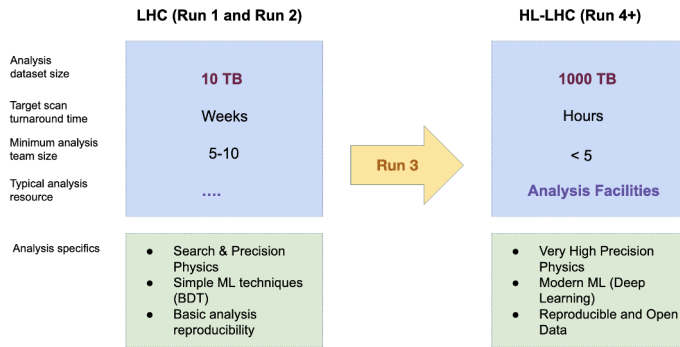 LHC (Run 1 and Run 2)
HL-LHC (Run 4+)
Analysis
dataset size
10 TB
1000 TB
Target scan
turnaround time
Weeks
Hours
Minimum analysis
team size
5-10
< 5
Run 3
Typical analysis
resource
....
Analysis Facilities
Analysis specifics
● Search & Precision
Physics
● Simple ML techniques
(BDT)
● Basic analysis
reproducibility
● Very High Precision
Physics
● Modern ML (Deep
Learning)
● Reproducible and Open
Data